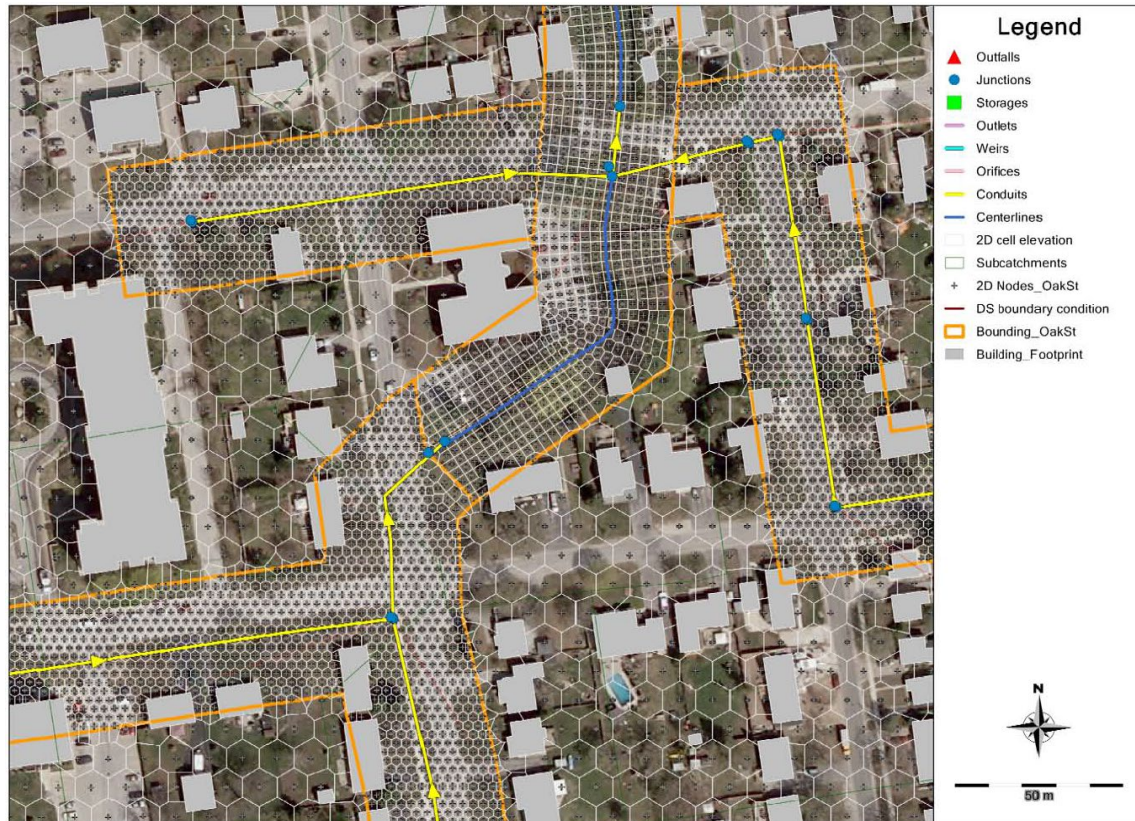 Legend
Outfalls
Junctions
Storages
Outlets
Weirs
Orifices
Conduits
Centerlines
2D cell elevation
Subcatchments
2D Nodes_OakSt
DS boundary condition
Bounding_OakSt
Building_Footprint
N
50 m